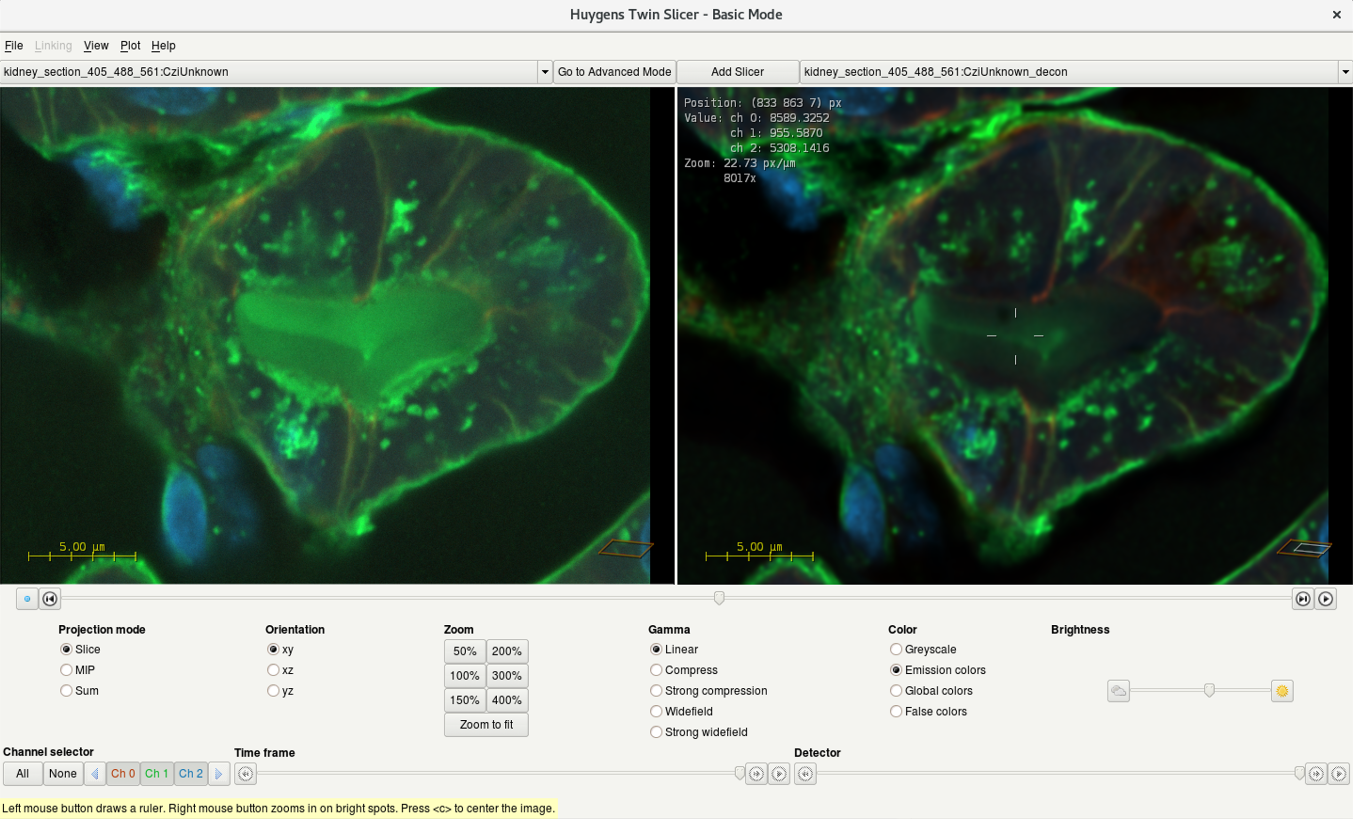 Huygens Twin Slicer - Basic Mode
File Linking View Plot Help
kidney_section_405_488_561:CziUnknown Go to Advanced Mode Add Slicer kidney_section_405_488_561:CziUnknown_decon
Position: (833 863 7) px
Value: ch 0: 8589.3252
ch 1: 955.5870
ch 2: 5308.1416
Zoom: 22.73 px/µm
8017x
5.00 µm
5.00 µm
Projection mode
Slice
MIP
Sum
Orientation
xy
xz
yz
Zoom
50% 200%
100% 300%
150% 400%
Zoom to fit
Gamma
Linear
Compress
Strong compression
Widefield
Strong widefield
Color
Greyscale
Emission colors
Global colors
False colors
Brightness
Channel selector
All None Ch 0 Ch 1 Ch 2
Time frame
Detector
Left mouse button draws a ruler. Right mouse button zooms in on bright spots. Press <c> to center the image.